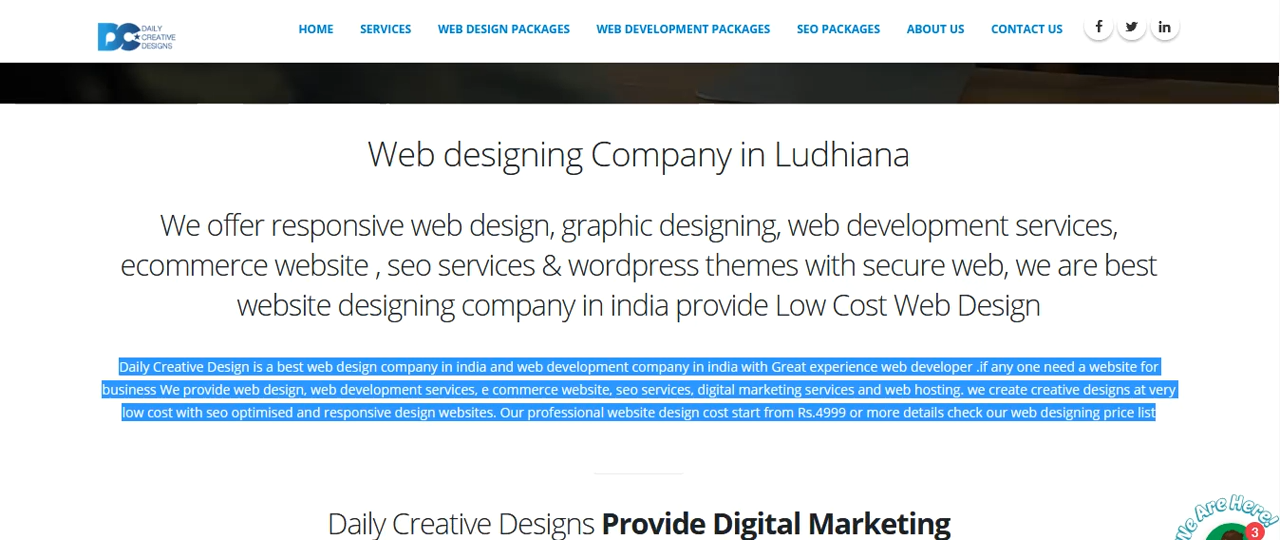 DC DAILY
CREATIVE
DESIGNS
HOME SERVICES WEB DESIGN PACKAGES WEB DEVELOPMENT PACKAGES SEO PACKAGES ABOUT US CONTACT US
Web designing Company in Ludhiana
We offer responsive web design, graphic designing, web development services,
ecommerce website , seo services & wordpress themes with secure web, we are best
website designing company in india provide Low Cost Web Design
Daily Creative Design is a best web design company in india and web development company in india with Great experience web developer .if any one need a website for
business We provide web design, web development services, e commerce website, seo services, digital marketing services and web hosting. we create creative designs at very
low cost with seo optimised and responsive design websites. Our professional website design cost start from Rs.4999 or more details check our web designing price list
Daily Creative Designs Provide Digital Marketing
We Are Here!
3